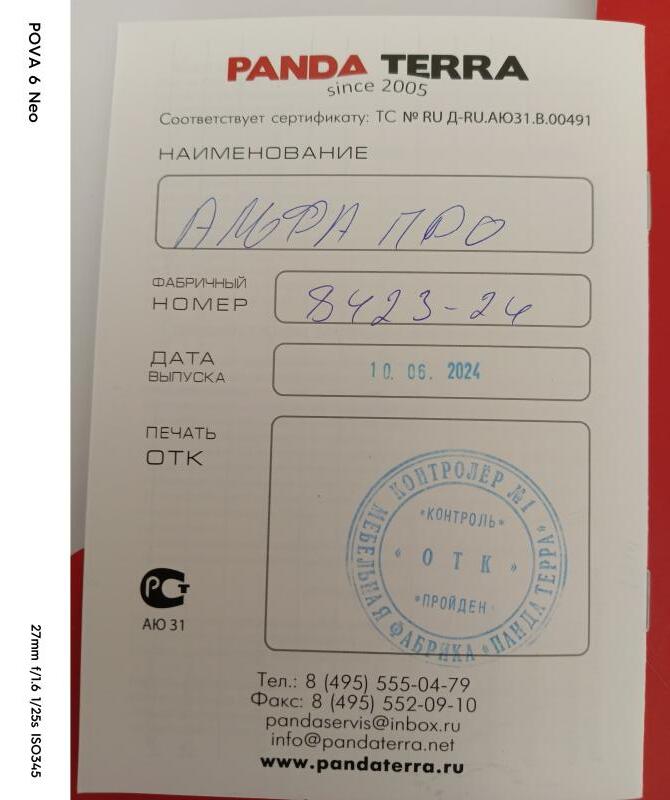 POVA 6 Neo
27mm f/1.6 1/25s ISO345
PANDA TERRA
since 2005
Соответствует сертификату: ТС № RU Д-RU.АЮ31.В.00491
НАИМЕНОВАНИЕ
АЛЬФА ПРО
ФАБРИЧНЫЙ
НОМЕР
8423-24
ДАТА
ВЫПУСКА
10. 06. 2024
ПЕЧАТЬ
ОТК
КОНТРОЛЁР №1
МЕБЕЛЬНАЯ ФАБРИКА "ПАНДА ТЕРРА"
"КОНТРОЛЬ"
" О Т К "
"ПРОЙДЕН"
РСТ
АЮ 31
Тел.: 8 (495) 555-04-79
Факс: 8 (495) 552-09-10
pandaservis@inbox.ru
info@pandaterra.net
www.pandaterra.ru